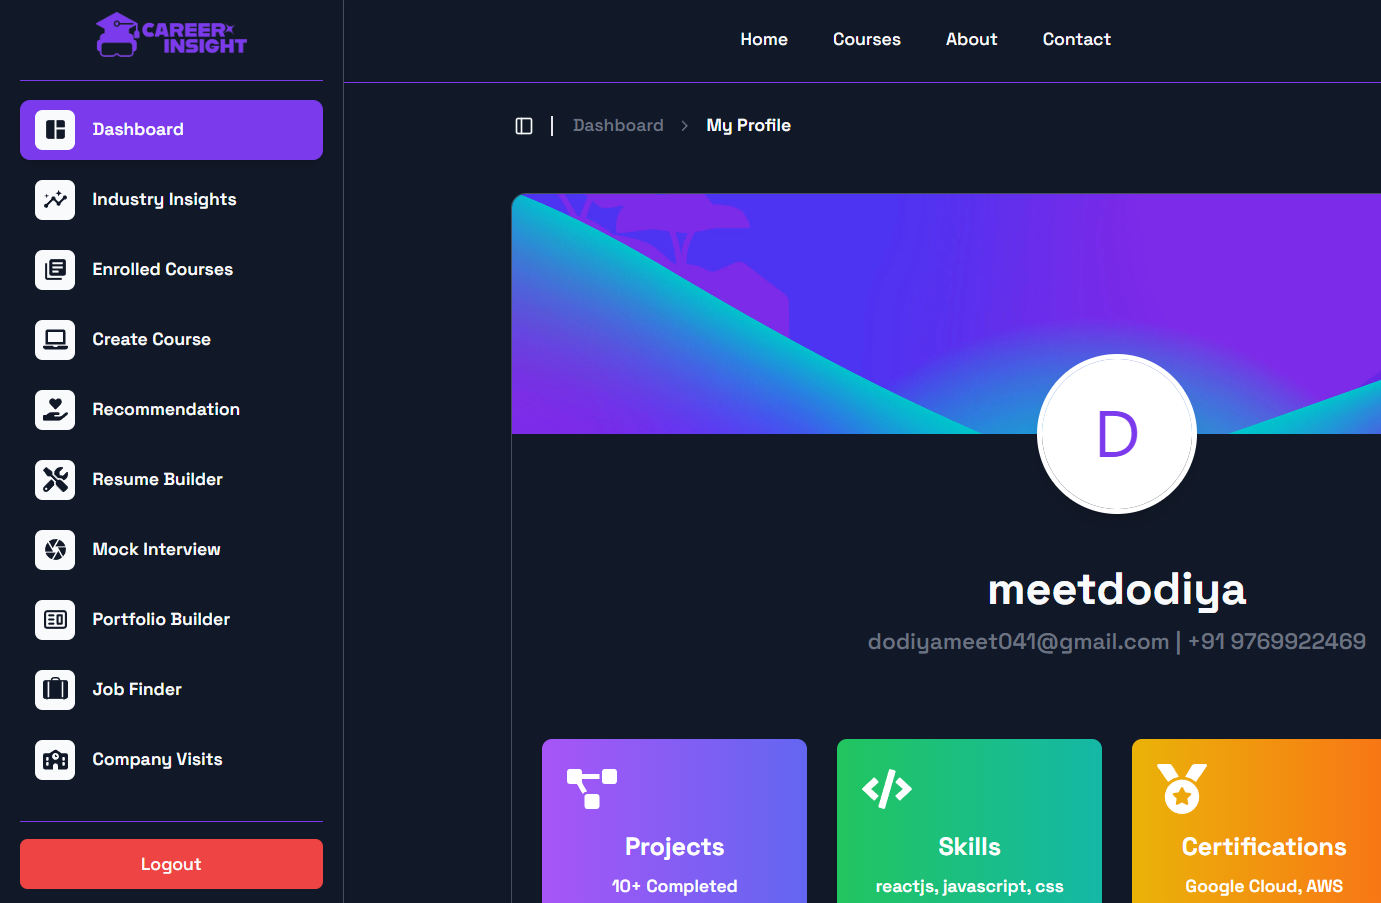 CAREER
INSIGHT
Home
Courses
About
Contact
Dashboard
Industry Insights
Enrolled Courses
Create Course
Recommendation
Resume Builder
Mock Interview
Portfolio Builder
Job Finder
Company Visits
Logout
Dashboard > My Profile
D
meetdodiya
dodiyameet041@gmail.com | +91 9769922469
Projects
10+ Completed
Skills
reactjs, javascript, css
Certifications
Google Cloud, AWS